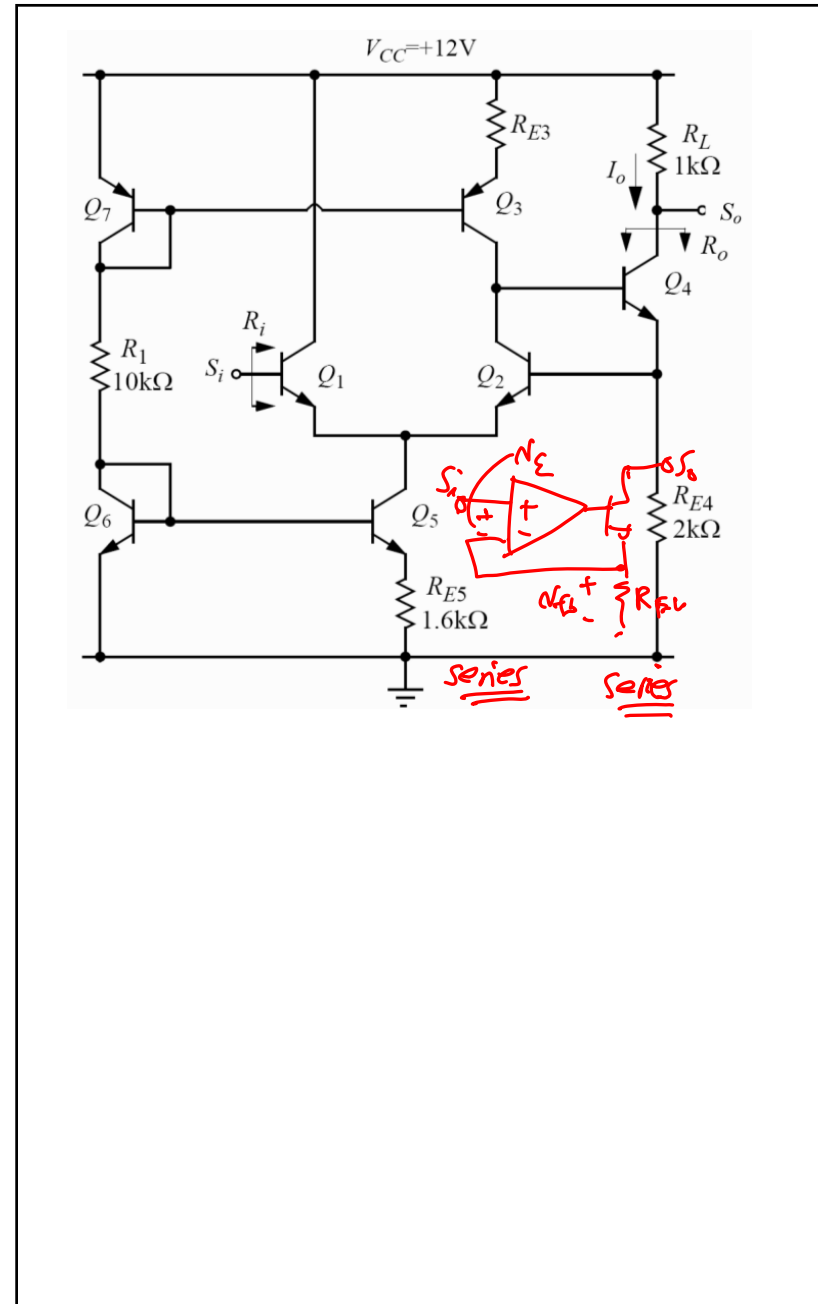 VCC=+12V
RE3
RL
1kΩ
Io
So
Ro
Q7
Q3
Q4
Ri
R1
10kΩ
Si
Q1
Q2
Si
So
+
-
+
-
Q6
Q5
RE4
2kΩ
RE5
1.6kΩ
+
-
series
series